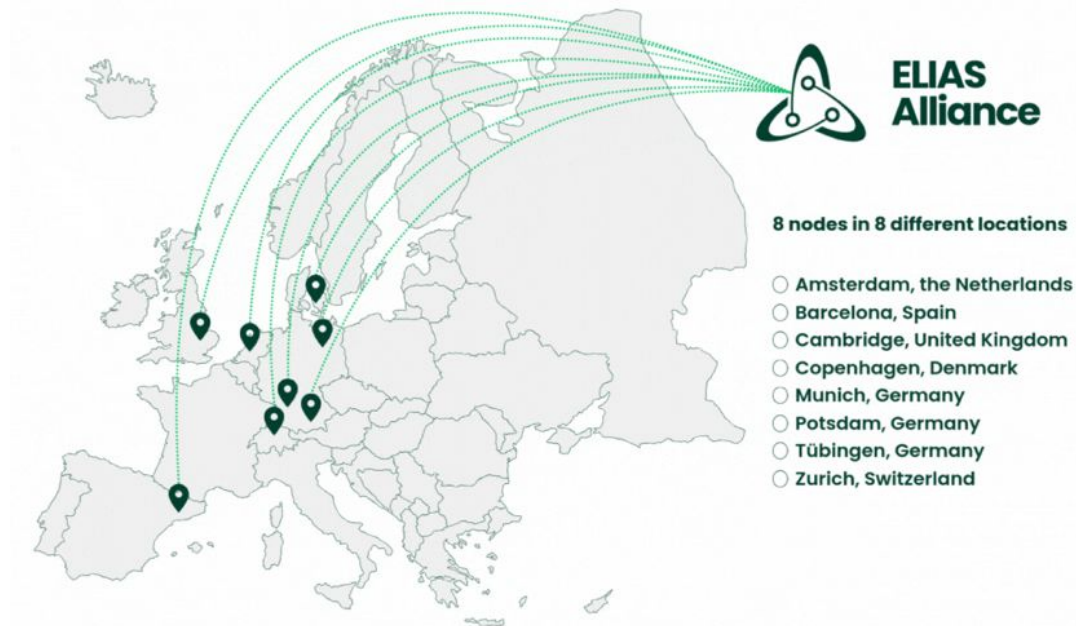 ELIAS
Alliance
8 nodes in 8 different locations
Amsterdam, the Netherlands
Barcelona, Spain
Cambridge, United Kingdom
Copenhagen, Denmark
Munich, Germany
Potsdam, Germany
Tübingen, Germany
Zurich, Switzerland